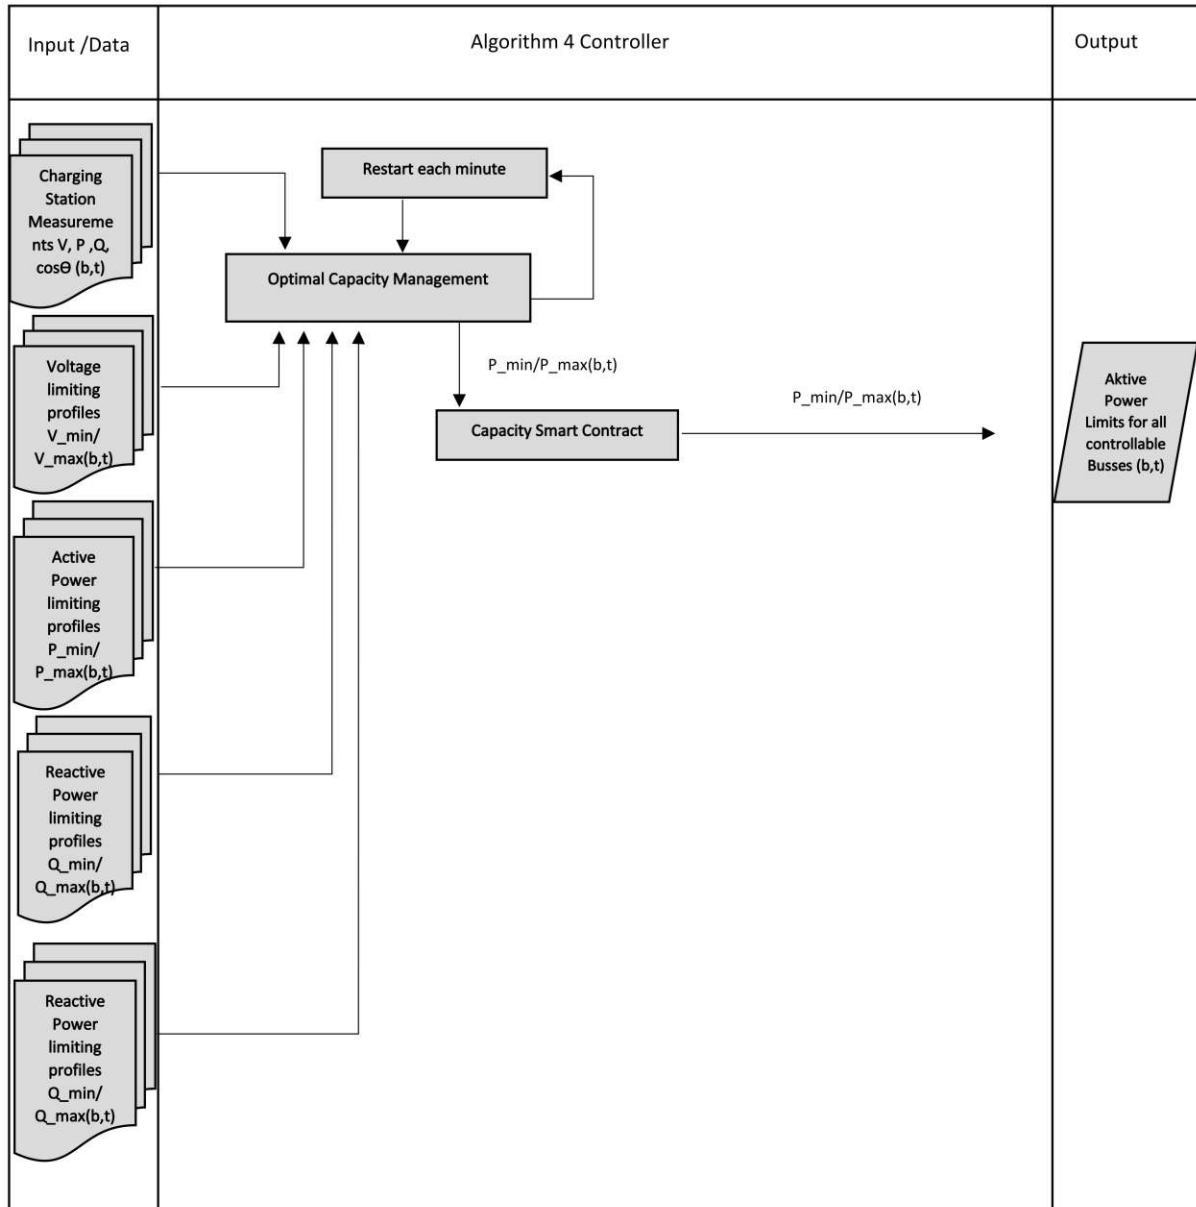 Input /Data
Algorithm 4 Controller
Output
Charging
Station
Measureme
nts V, P ,Q,
cosΘ (b,t)
Restart each minute
Optimal Capacity Management
Voltage
limiting
profiles
V_min/
V_max(b,t)
P_min/P_max(b,t)
Capacity Smart Contract
P_min/P_max(b,t)
Aktive
Power
Limits for all
controllable
Busses (b,t)
Active
Power
limiting
profiles
P_min/
P_max(b,t)
Reactive
Power
limiting
profiles
Q_min/
Q_max(b,t)
Reactive
Power
limiting
profiles
Q_min/
Q_max(b,t)